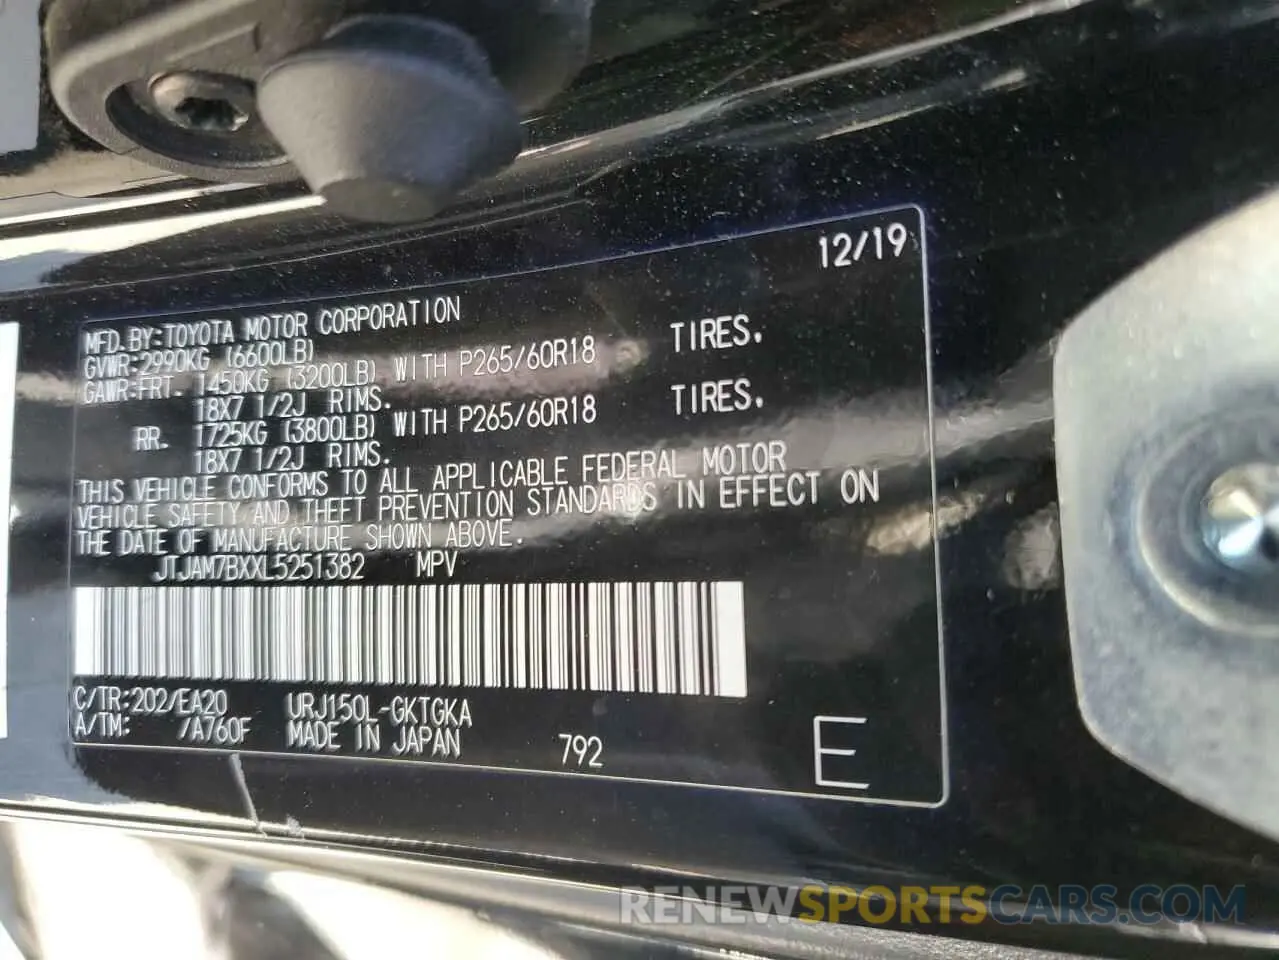 12/19
MFD. BY: TOYOTA MOTOR CORPORATION
GVWR: 2990KG (6600LB)
GAWR: FRT. 1450KG (3200LB) WITH P265/60R18 TIRES.
18X7 1/2J RIMS.
RR. 1725KG (3800LB) WITH P265/60R18 TIRES.
18X7 1/2J RIMS.
THIS VEHICLE CONFORMS TO ALL APPLICABLE FEDERAL MOTOR
VEHICLE SAFETY AND THEFT PREVENTION STANDARDS IN EFFECT ON
THE DATE OF MANUFACTURE SHOWN ABOVE.
JTJAM7BXXL5251382 MPV
C/TR: 202/EA20 URJ150L-GKTGKA
A/TM: /A760F MADE IN JAPAN 792 E
RENEWSPORTSCARS.COM